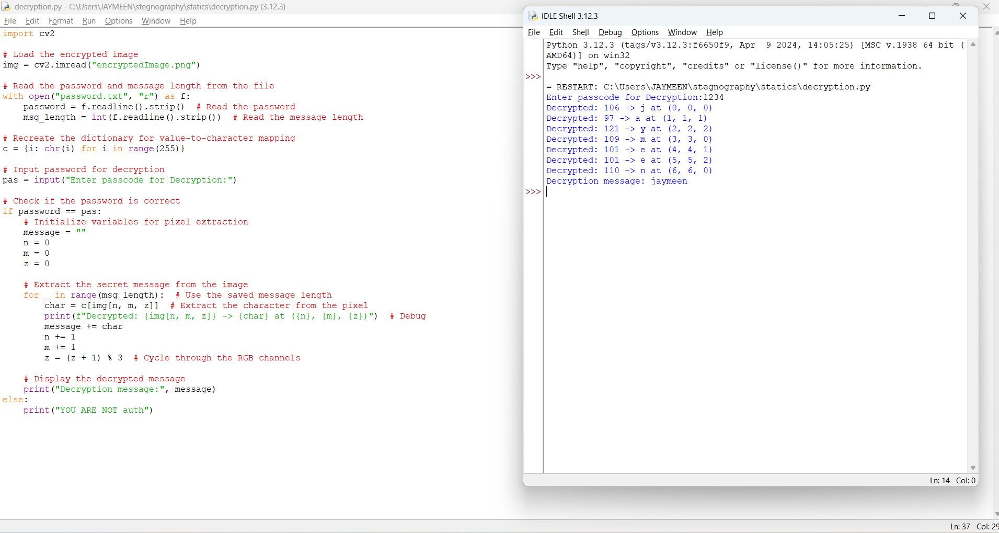 decryption.py - C:\Users\JAYMEEN\stegnography\statics\decryption.py (3.12.3)
File Edit Format Run Options Window Help
import cv2

# Load the encrypted image
img = cv2.imread("encryptedImage.png")

# Read the password and message length from the file
with open("password.txt", "r") as f:
    password = f.readline().strip()  # Read the password
    msg_length = int(f.readline().strip())  # Read the message length

# Recreate the dictionary for value-to-character mapping
c = {i: chr(i) for i in range(255)}

# Input password for decryption
pas = input("Enter passcode for Decryption:")

# Check if the password is correct
if password == pas:
    # Initialize variables for pixel extraction
    message = ""
    n = 0
    m = 0
    z = 0

    # Extract the secret message from the image
    for _ in range(msg_length):  # Use the saved message length
        char = c[img[n, m, z]]  # Extract the character from the pixel
        print(f"Decrypted: {img[n, m, z]} -> {char} at ({n}, {m}, {z})")  # Debug
        message += char
        n += 1
        m += 1
        z = (z + 1) % 3  # Cycle through the RGB channels

    # Display the decrypted message
    print("Decryption message:", message)
else:
    print("YOU ARE NOT auth")
Ln: 37 Col: 29
IDLE Shell 3.12.3
File Edit Shell Debug Options Window Help
Python 3.12.3 (tags/v3.12.3:f6650f9, Apr  9 2024, 14:05:25) [MSC v.1938 64 bit (
AMD64)] on win32
Type "help", "copyright", "credits" or "license()" for more information.
>>>
= RESTART: C:\Users\JAYMEEN\stegnography\statics\decryption.py
Enter passcode for Decryption:1234
Decrypted: 106 -> j at (0, 0, 0)
Decrypted: 97 -> a at (1, 1, 1)
Decrypted: 121 -> y at (2, 2, 2)
Decrypted: 109 -> m at (3, 3, 0)
Decrypted: 101 -> e at (4, 4, 1)
Decrypted: 101 -> e at (5, 5, 2)
Decrypted: 110 -> n at (6, 6, 0)
Decryption message: jaymeen
>>>
Ln: 14 Col: 0